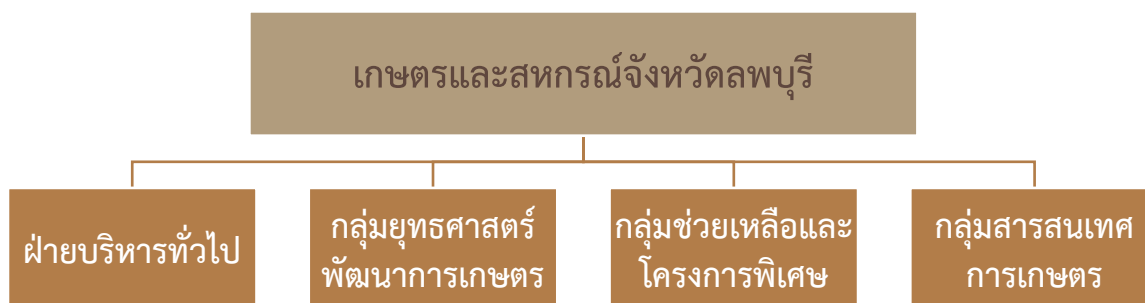 เกษตรและสหกรณ์จังหวัดลพบุรี
ฝ่ายบริหารทั่วไป
กลุ่มยุทธศาสตร์
พัฒนาการเกษตร
กลุ่มช่วยเหลือและ
โครงการพิเศษ
กลุ่มสารสนเทศ
การเกษตร